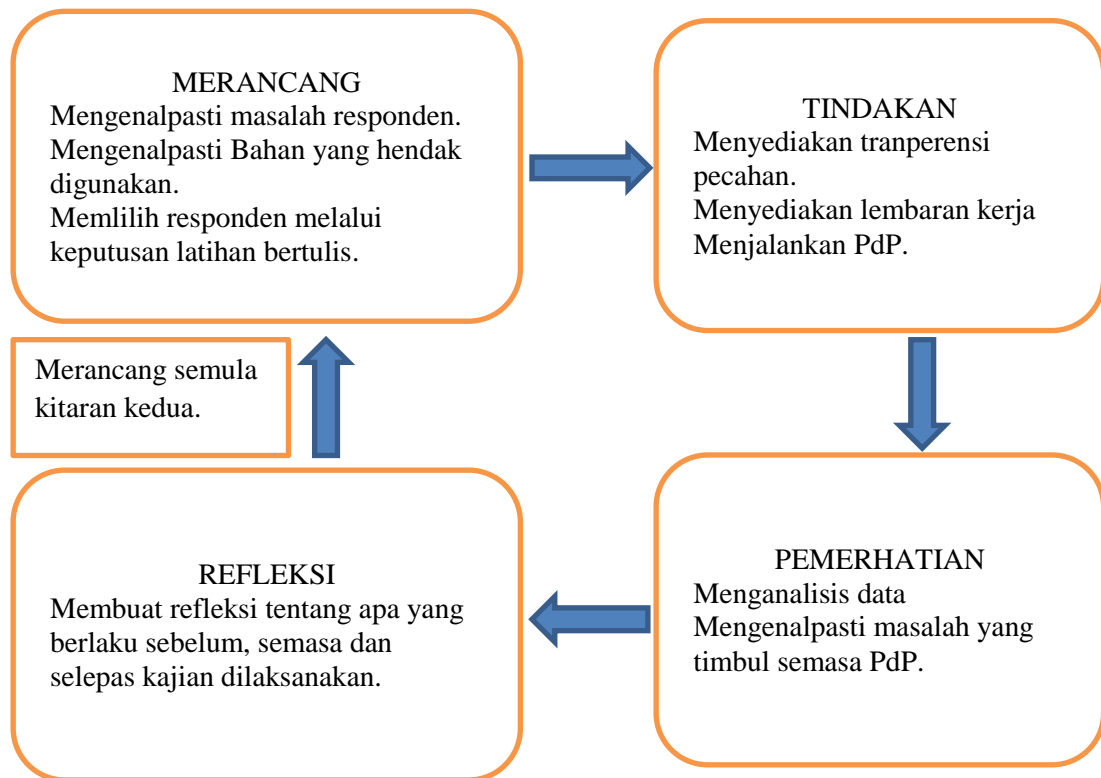 MERANCANG
Mengenalpasti masalah responden.
Mengenalpasti Bahan yang hendak
digunakan.
Memlilih responden melalui
keputusan latihan bertulis.
TINDAKAN
Menyediakan tranperensi
pecahan.
Menyediakan lembaran kerja
Menjalankan PdP.
Merancang semula
kitaran kedua.
REFLEKSI
Membuat refleksi tentang apa yang
berlaku sebelum, semasa dan
selepas kajian dilaksanakan.
PEMERHATIAN
Menganalisis data
Mengenalpasti masalah yang
timbul semasa PdP.